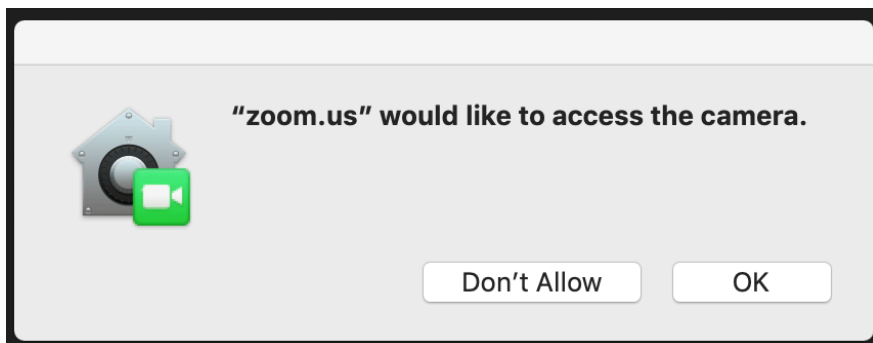 “zoom.us” would like to access the camera.
Don’t Allow
OK